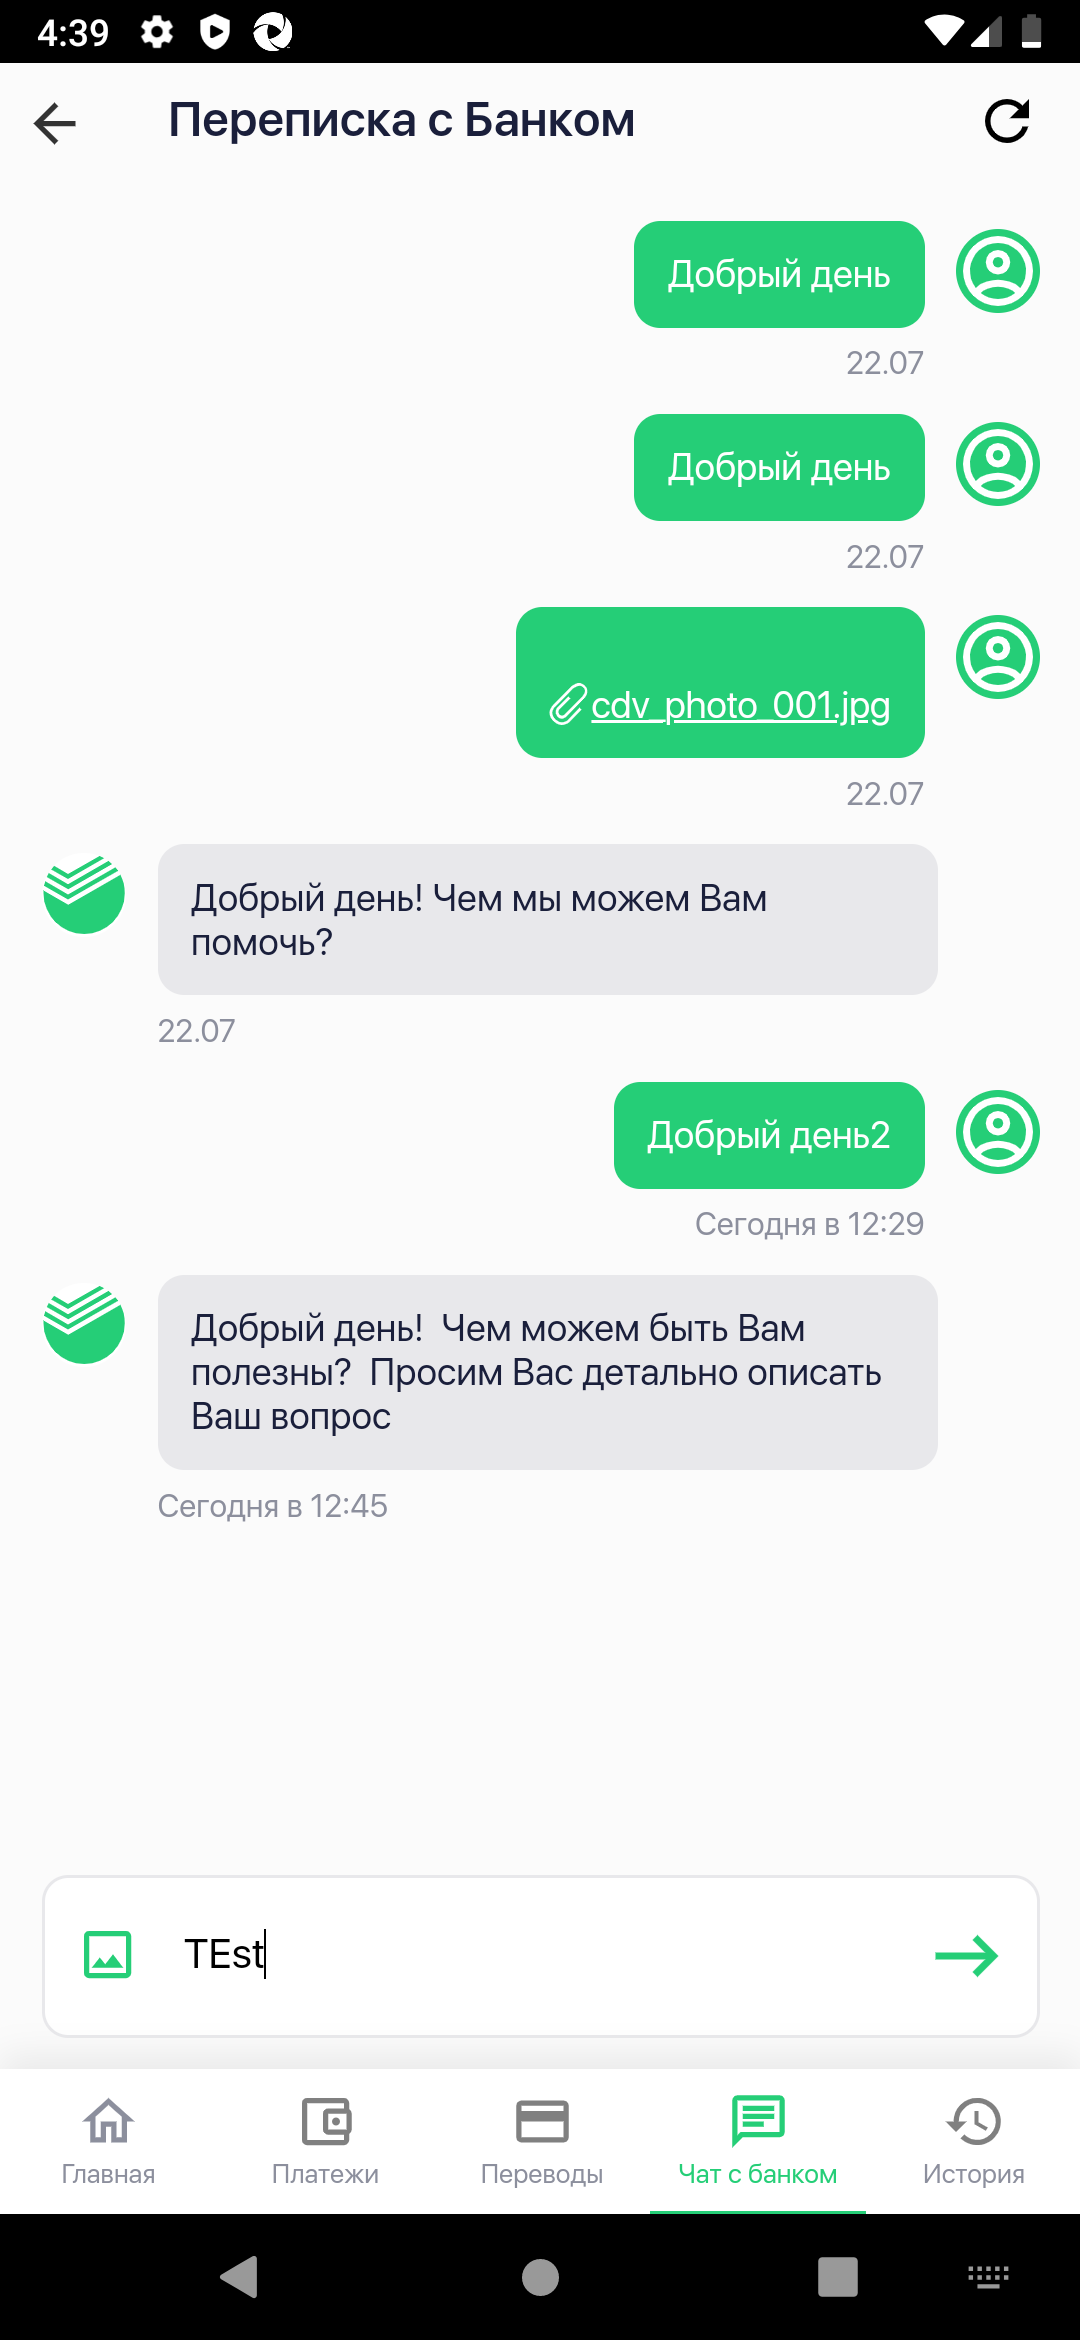 4:39
Переписка с Банком
Добрый день
22.07
Добрый день
22.07
cdv_photo_001.jpg
22.07
Добрый день! Чем мы можем Вам
помочь?
22.07
Добрый день2
Сегодня в 12:29
Добрый день!  Чем можем быть Вам
полезны?  Просим Вас детально описать
Ваш вопрос
Сегодня в 12:45
TEst
Главная
Платежи
Переводы
Чат с банком
История